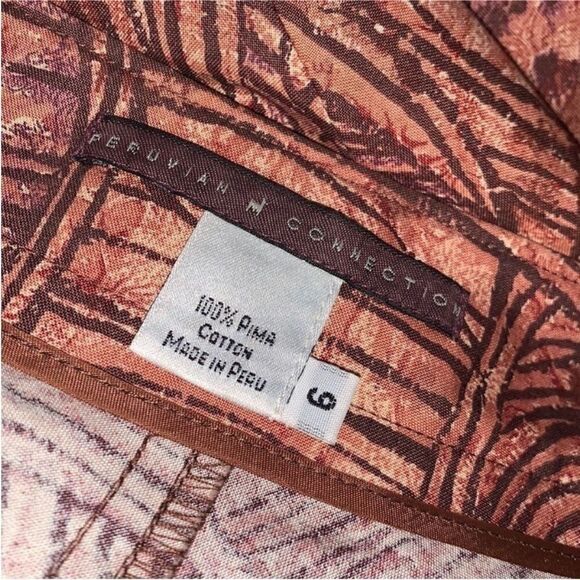 PERUVIAN CONNECTION
100% PIMA
COTTON
MADE IN PERU
6